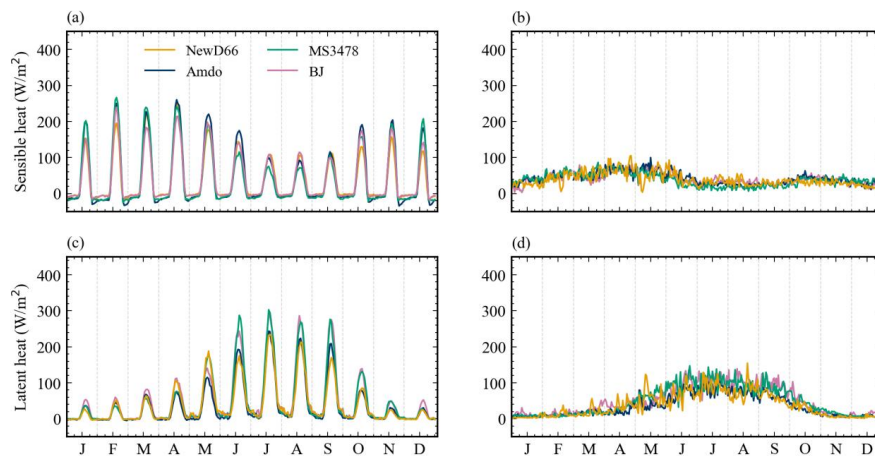 (a)
(b)
400
300
200
100
0
Sensible heat (W/m²)
NewD66
MS3478
Amdo
BJ
400
300
200
100
0
(c)
(d)
400
300
200
100
0
Latent heat (W/m²)
400
300
200
100
0
J F M A M J J A S O N D
J F M A M J J A S O N D